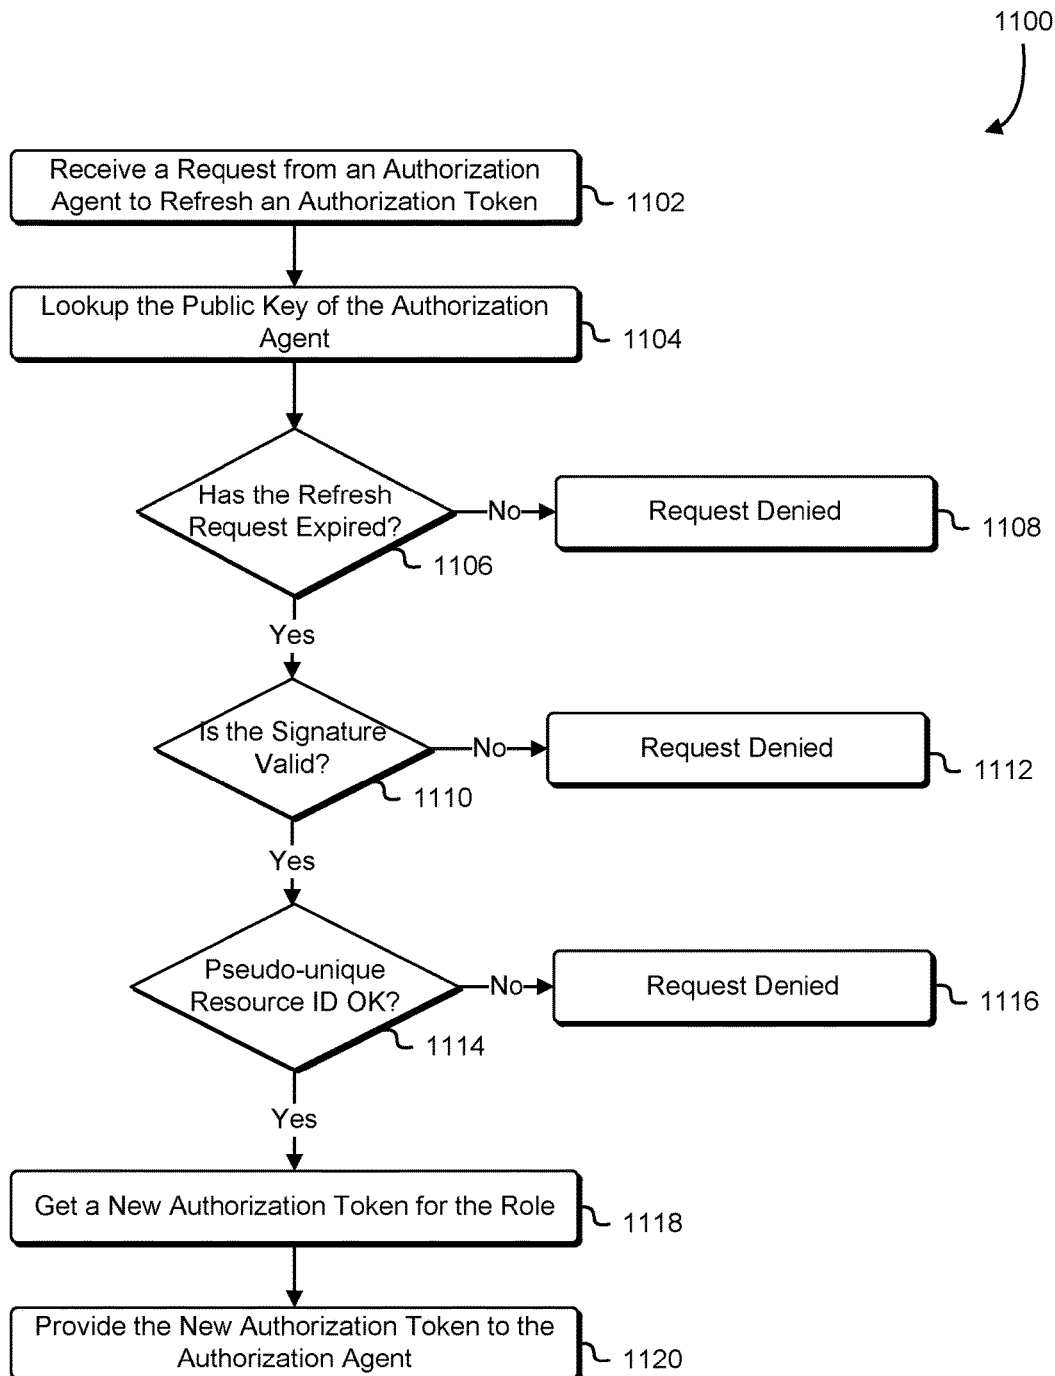 1100
Receive a Request from an Authorization
Agent to Refresh an Authorization Token
1102
Lookup the Public Key of the Authorization
Agent
1104
Has the Refresh
Request Expired?
No
Request Denied
1106
1108
Yes
Is the Signature
Valid?
No
Request Denied
1110
1112
Yes
Pseudo-unique
Resource ID OK?
No
Request Denied
1114
1116
Yes
Get a New Authorization Token for the Role
1118
Provide the New Authorization Token to the
Authorization Agent
1120